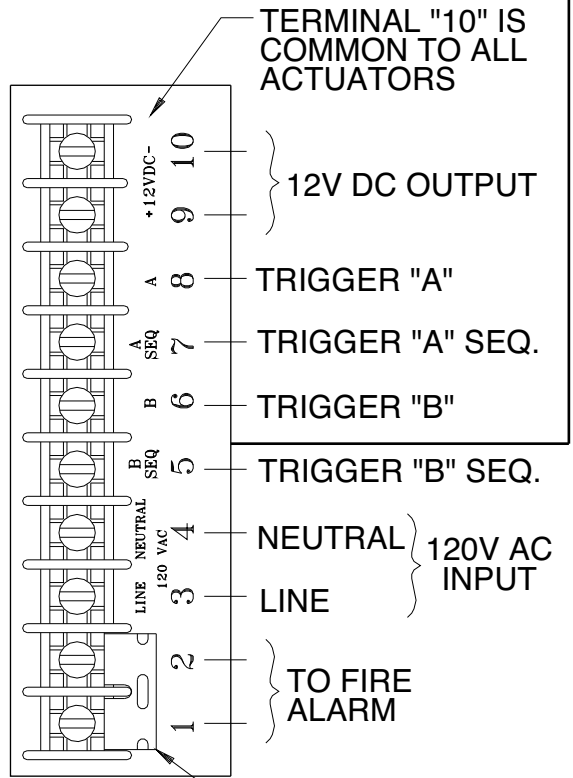 TERMINAL "10" IS
COMMON TO ALL
ACTUATORS
+12VDC-
10
9
12V DC OUTPUT
A
8
TRIGGER "A"
A
SEQ
7
TRIGGER "A" SEQ.
B
6
TRIGGER "B"
B
SEQ
5
TRIGGER "B" SEQ.
NEUTRAL
4
NEUTRAL
120 VAC
120V AC
INPUT
LINE
3
LINE
2
1
TO FIRE
ALARM